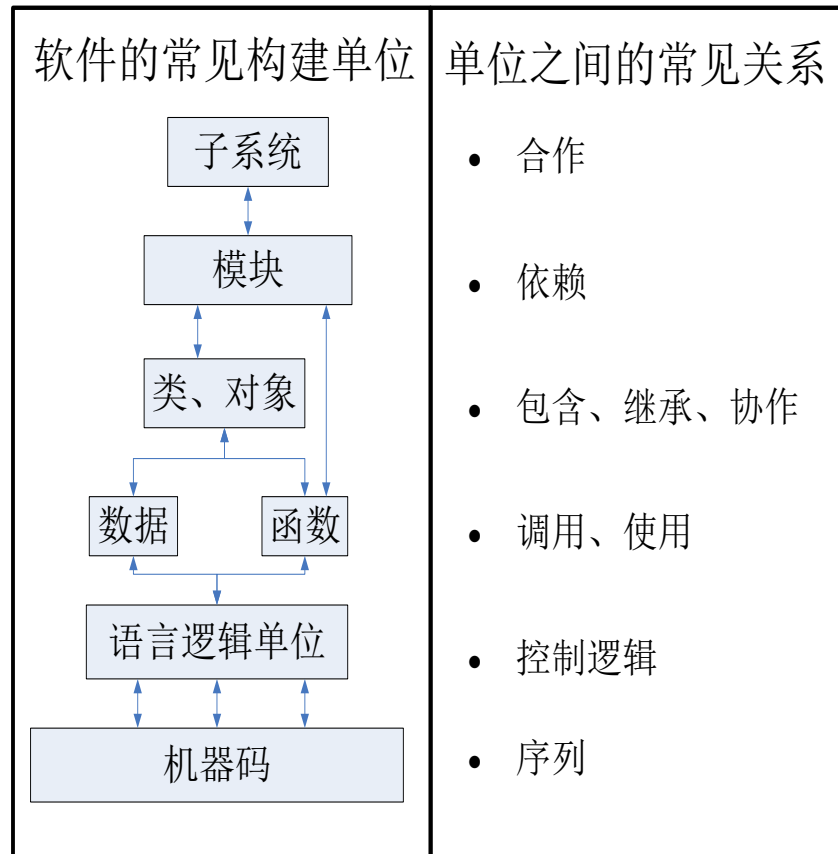 软件的常见构建单位
子系统
模块
类、对象
数据
函数
语言逻辑单位
机器码
单位之间的常见关系
• 合作
• 依赖
• 包含、继承、协作
• 调用、使用
• 控制逻辑
• 序列